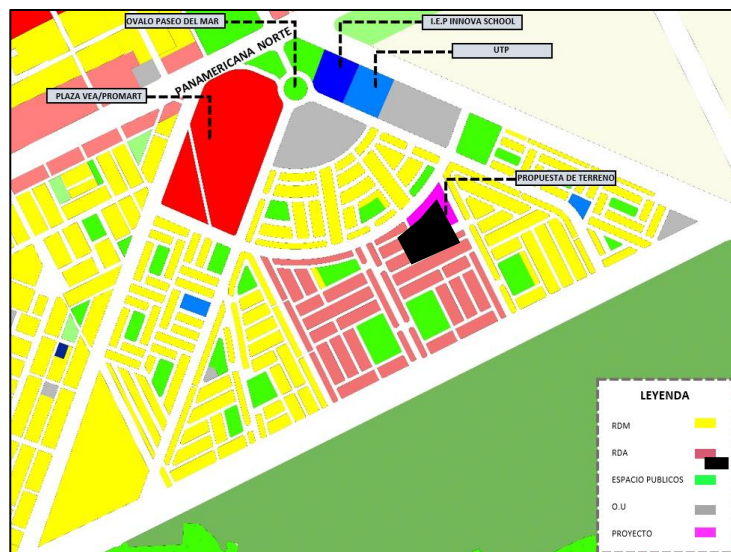 OVALO PASEO DEL MAR
I.E.P INNOVA SCHOOL
UTP
PANAMERICANA NORTE
PLAZA VEA/PROMART
PROPUESTA DE TERRENO
LEYENDA
RDM
RDA
ESPACIO PUBLICOS
O.U
PROYECTO